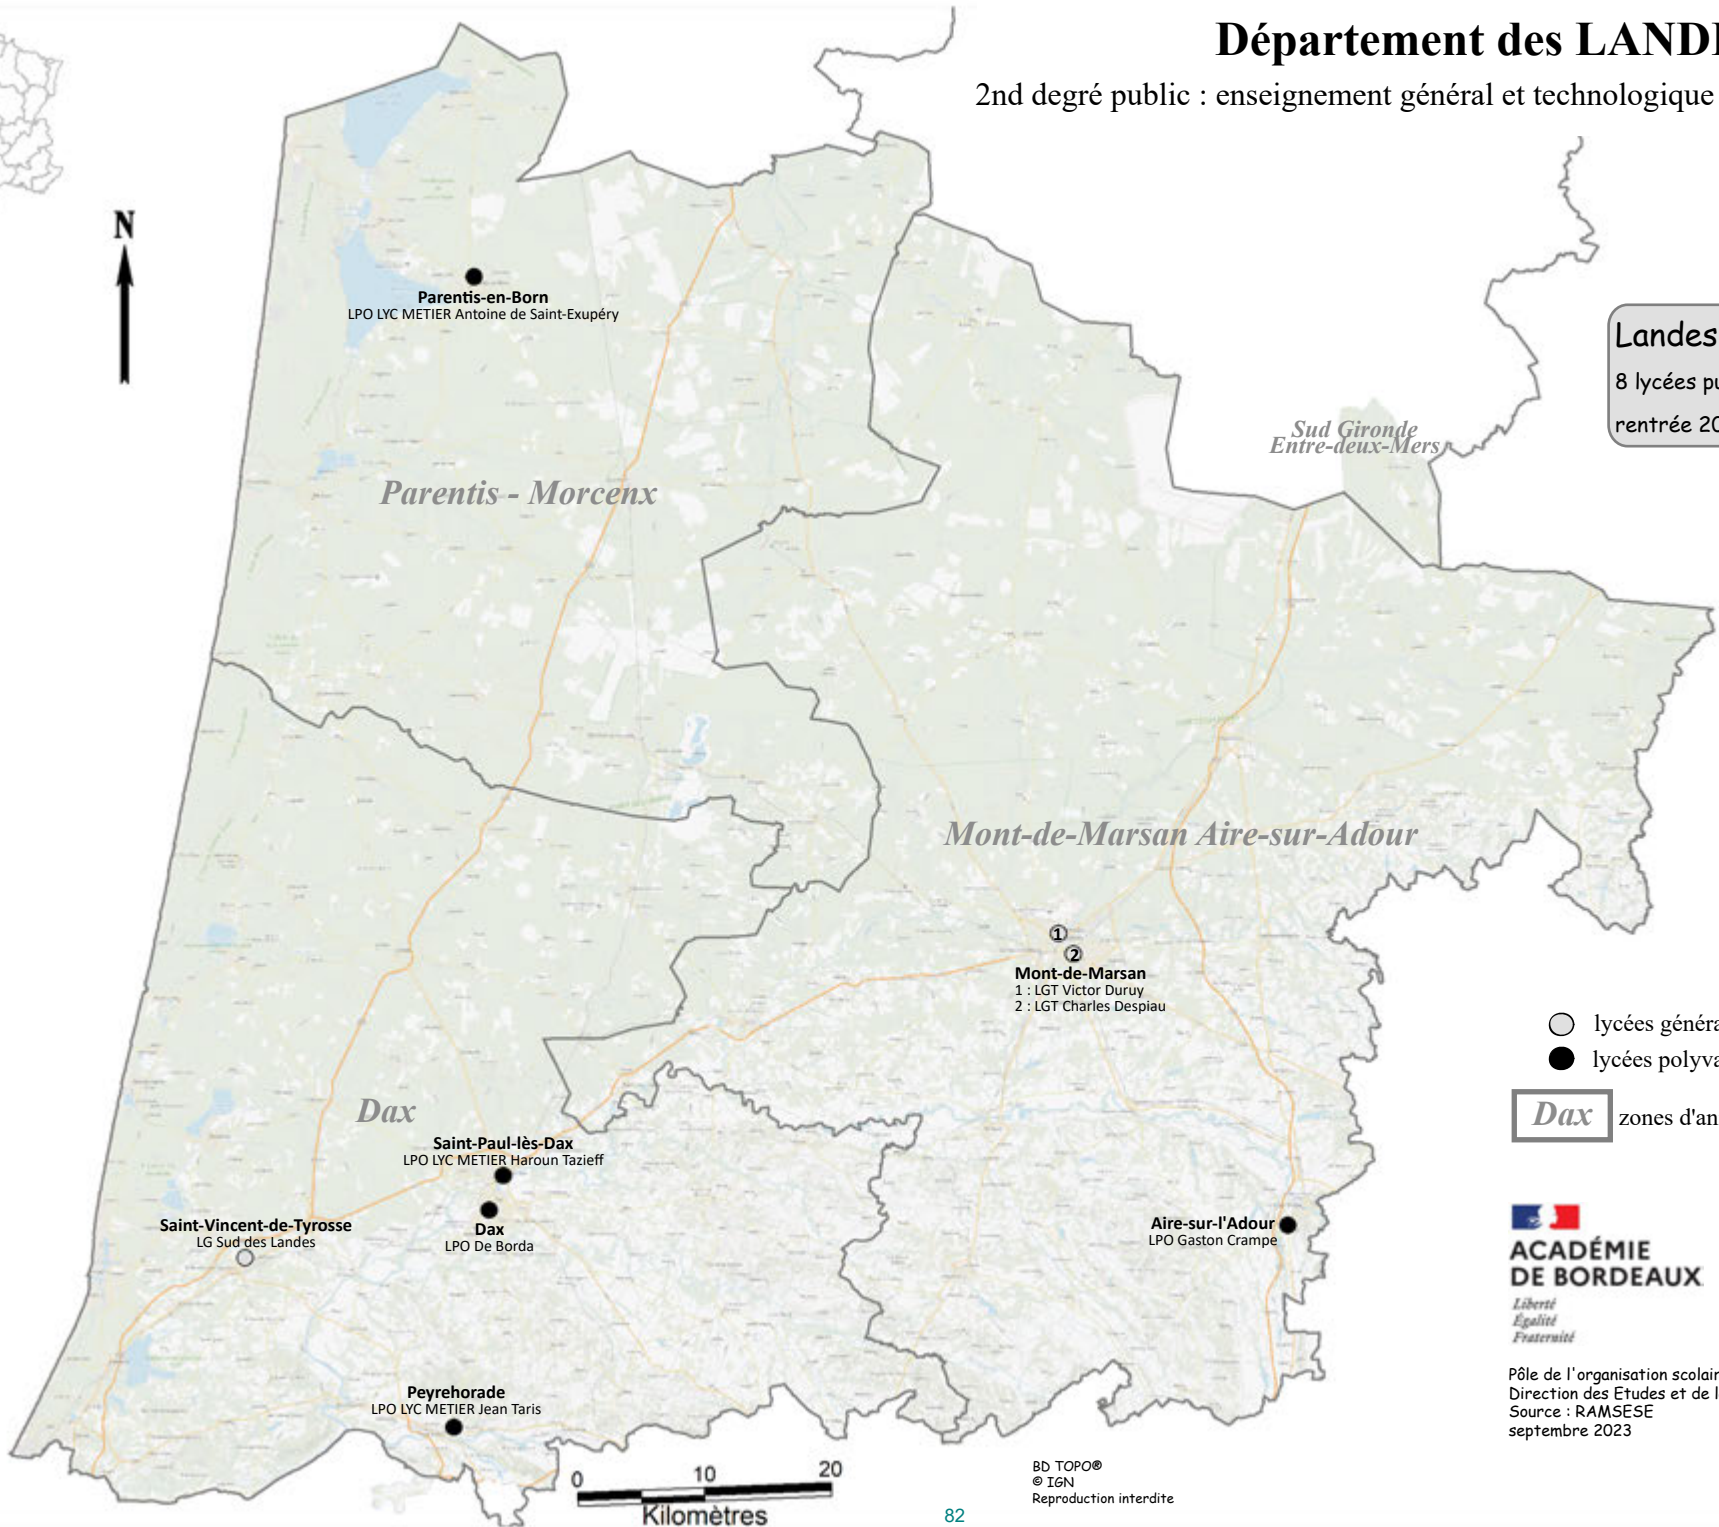 Département des LAND
2nd degré public : enseignement général et technologique
N
Parentis-en-Born
LPO LYC METIER Antoine de Saint-Exupéry
Landes
8 lycées pu
rentrée 20
Sud Gironde
Entre-deux-Mers
Parentis - Morcenx
Mont-de-Marsan Aire-sur-Adour
1
2
Mont-de-Marsan
1 : LGT Victor Duruy
2 : LGT Charles Despiau
lycées généra
lycées polyva
Dax zones d'an
Dax
Saint-Paul-lès-Dax
LPO LYC METIER Haroun Tazieff
Dax
LPO De Borda
Saint-Vincent-de-Tyrosse
LG Sud des Landes
Aire-sur-l'Adour
LPO Gaston Crampe
ACADÉMIE
DE BORDEAUX
Liberté
Égalité
Fraternité
Pôle de l'organisation scolair
Direction des Etudes et de l
Source : RAMSESE
septembre 2023
Peyrehorade
LPO LYC METIER Jean Taris
0 10 20
Kilomètres
BD TOPO®
© IGN
Reproduction interdite
82